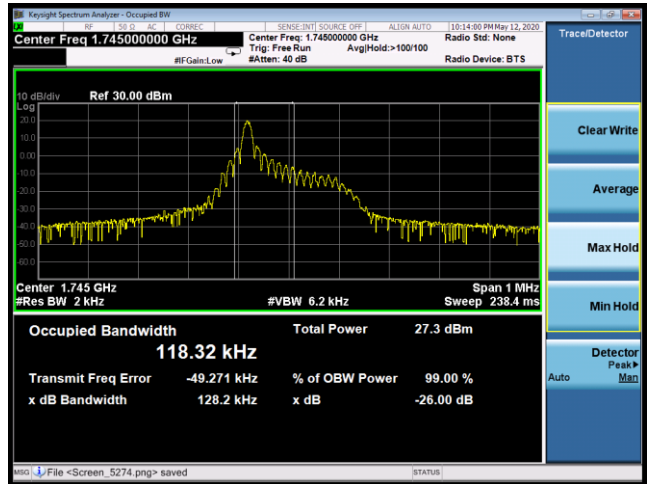 Keysight Spectrum Analyzer - Occupied BW
RF 50 Ω AC CORREC SENSE:INT SOURCE OFF ALIGN AUTO 10:14:00 PM May 12, 2020
Center Freq 1.745000000 GHz Center Freq: 1.745000000 GHz Radio Std: None
Trig: Free Run Avg|Hold:>100/100
#IFGain:Low #Atten: 40 dB Radio Device: BTS
Trace/Detector
10 dB/div Ref 30.00 dBm
Log
20.0
10.0
0.00
-10.0
-20.0
-30.0
-40.0
-50.0
-60.0
Center 1.745 GHz Span 1 MHz
#Res BW 2 kHz #VBW 6.2 kHz Sweep 238.4 ms
Occupied Bandwidth Total Power 27.3 dBm
118.32 kHz
Transmit Freq Error -49.271 kHz % of OBW Power 99.00 %
x dB Bandwidth 128.2 kHz x dB -26.00 dB
Clear Write
Average
Max Hold
Min Hold
Detector
Peak▶
Auto Man
MSG File <Screen_5274.png> saved STATUS